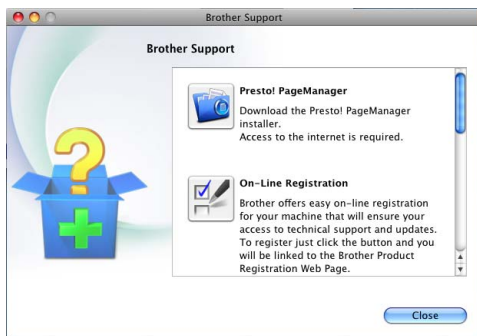 Brother Support
Brother Support
Presto! PageManager
Download the Presto! PageManager
installer.
Access to the internet is required.
On-Line Registration
Brother offers easy on-line registration
for your machine that will ensure your
access to technical support and updates.
To register just click the button and you
will be linked to the Brother Product
Registration Web Page.
Close